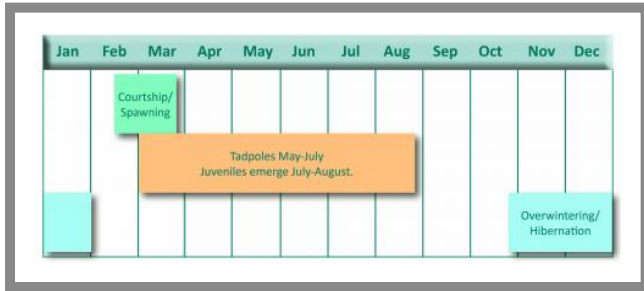 Jan Feb Mar Apr May Jun Jul Aug Sep Oct Nov Dec
Courtship/
Spawning
Tadpoles May-July
Juveniles emerge July-August.
Overwintering/
Hibernation